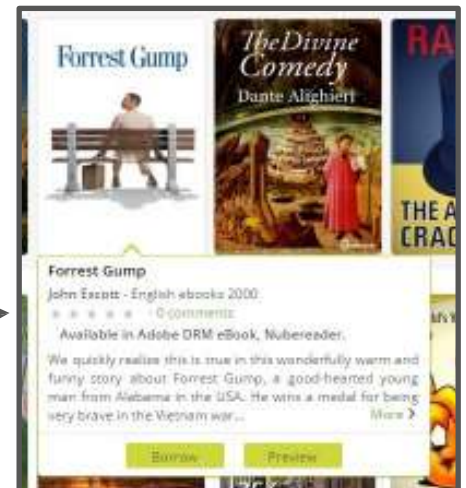 Forrest Gump
The Divine
Comedy
Dante Alighieri
RA
THE A
CRAC
Forrest Gump
John Escott - English ebooks 2000
0 comments
Available in Adobe DRM eBook, Nubereader.
We quickly realize this is true in this wonderfully warm and
funny story about Forrest Gump, a good-hearted young
man from Alabama in the USA. He wins a medal for being
very brave in the Vietnam war...
More >
Borrow
Preview